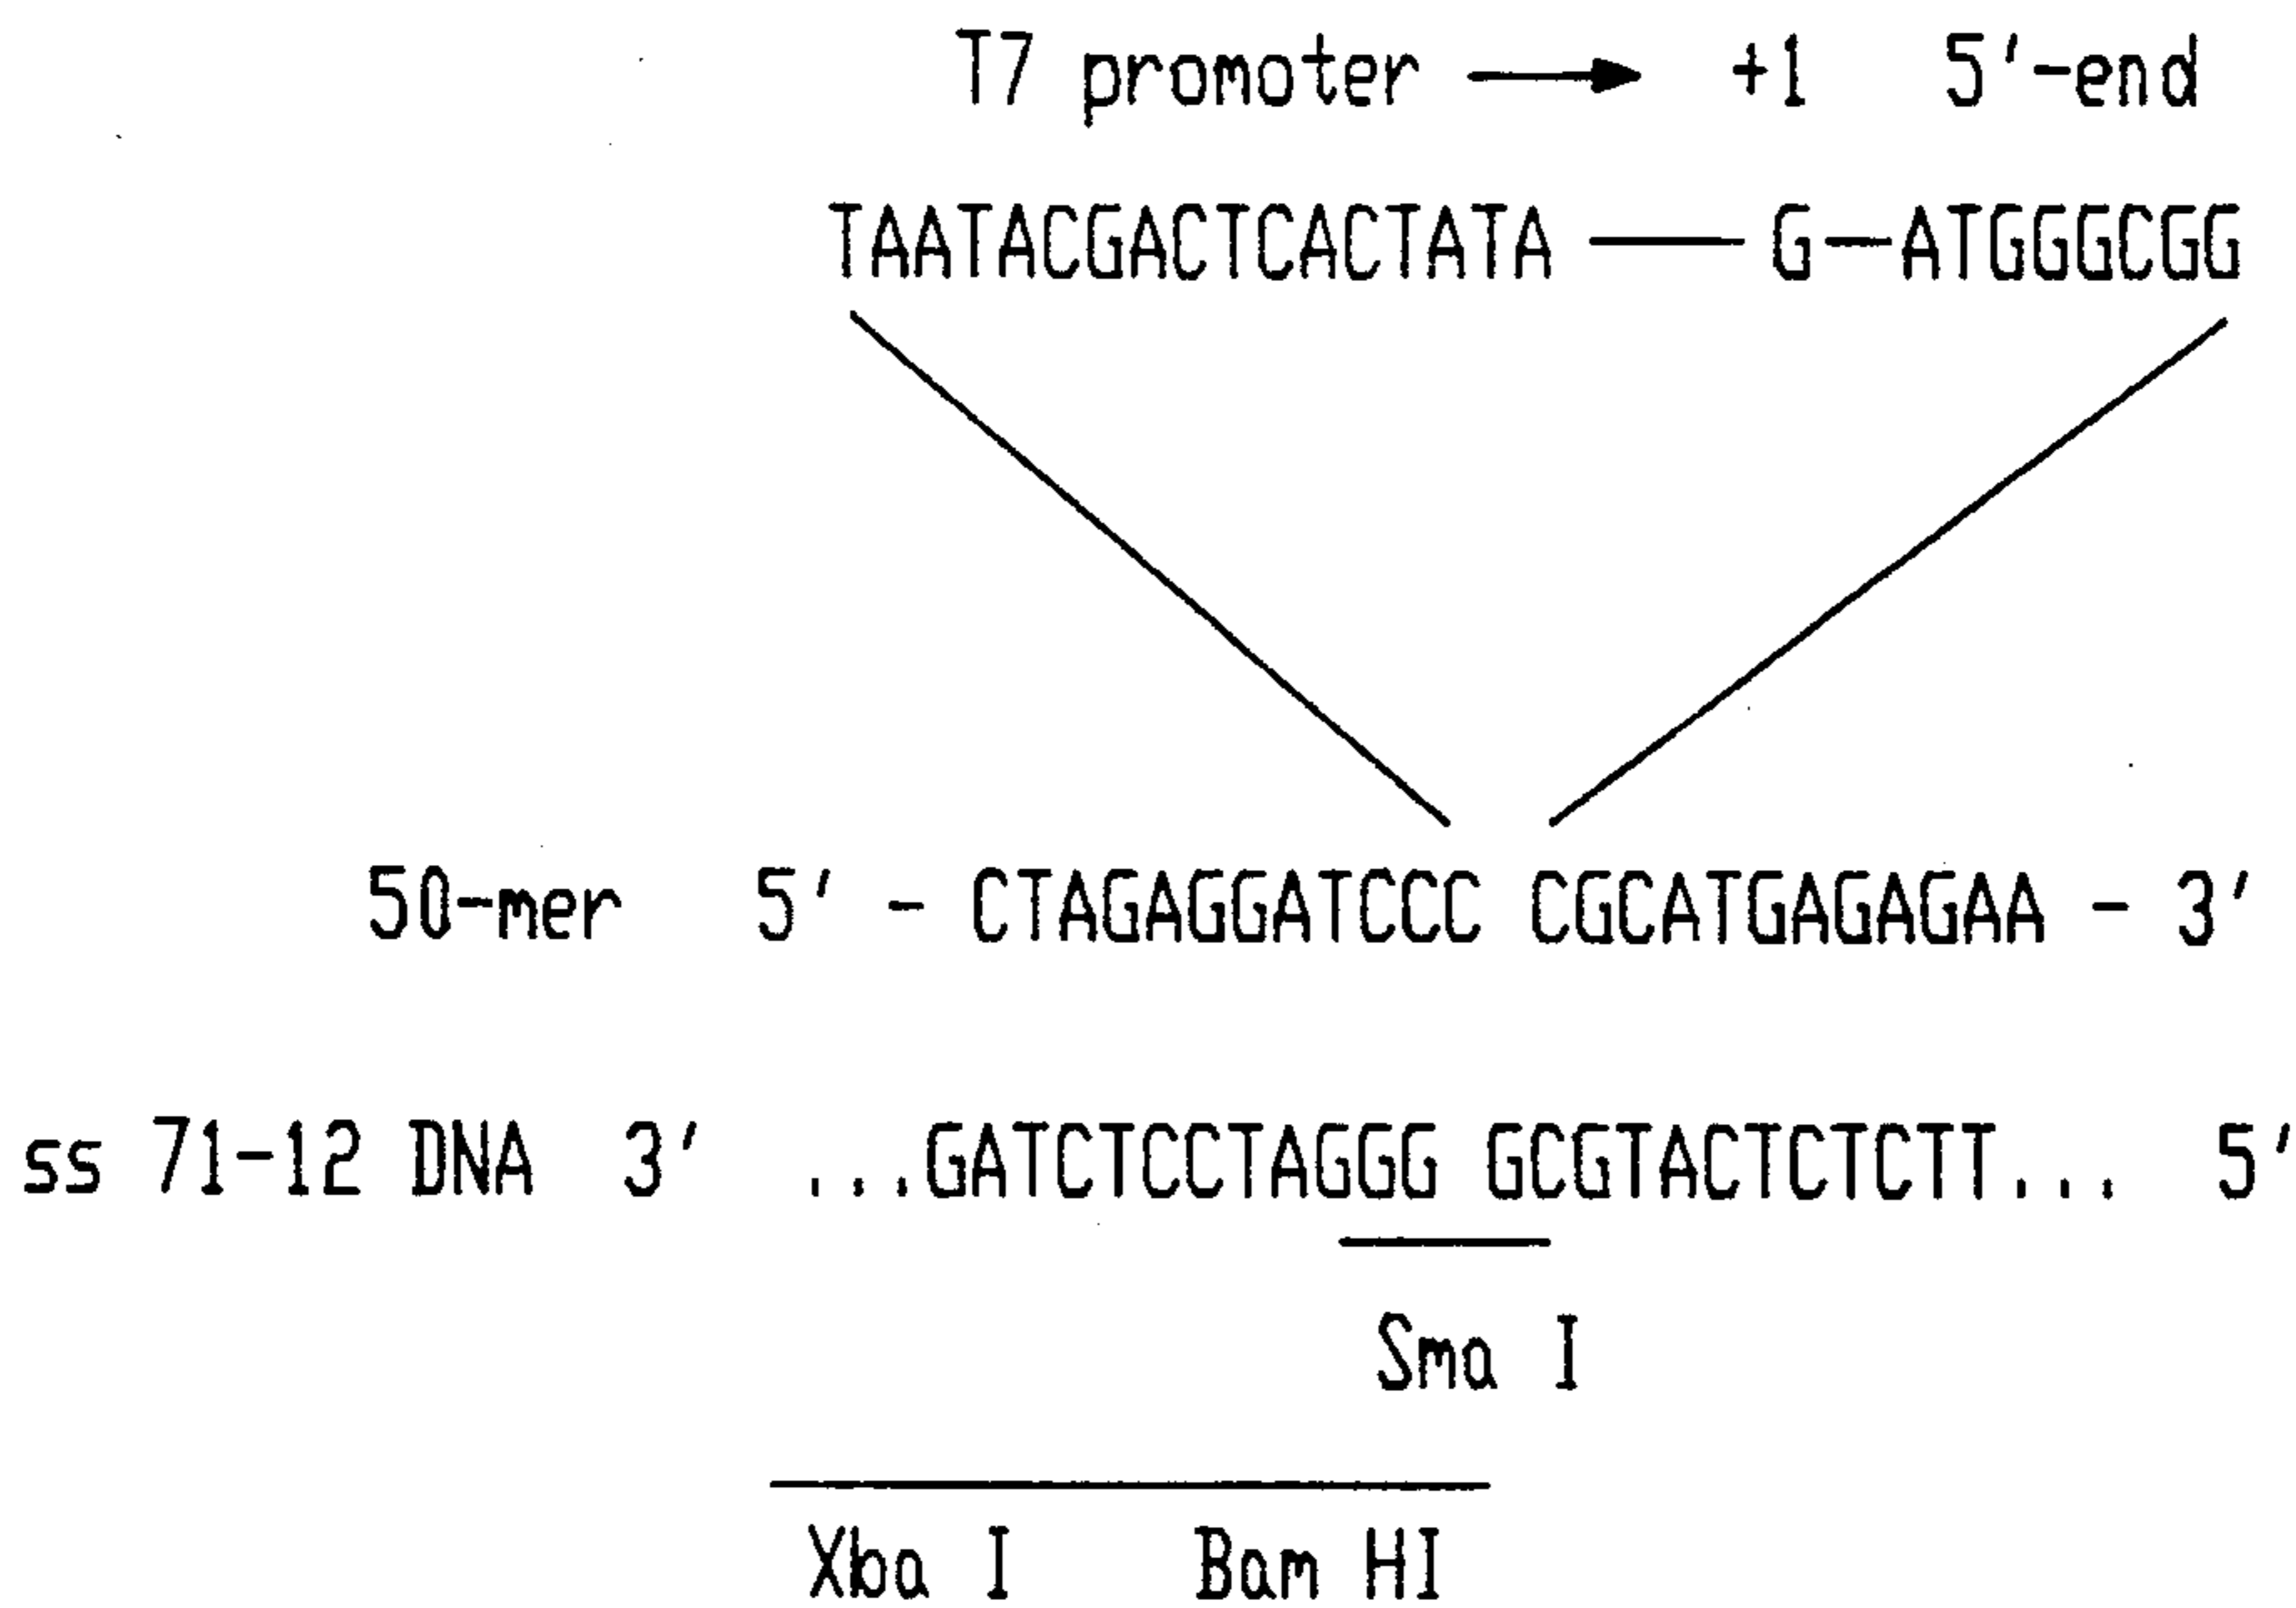 T7 promoter → +1 5'-end
TAATACGACTCACTATA — G—ATGGGCGG
50-mer 5' - CTAGAGGATCCC CGCATGAGAGAA - 3'
ss 71-12 DNA 3' ...GATCTCCTAGGG GCGTACTCTCTT... 5'
Sma I
Xba I Bam HI